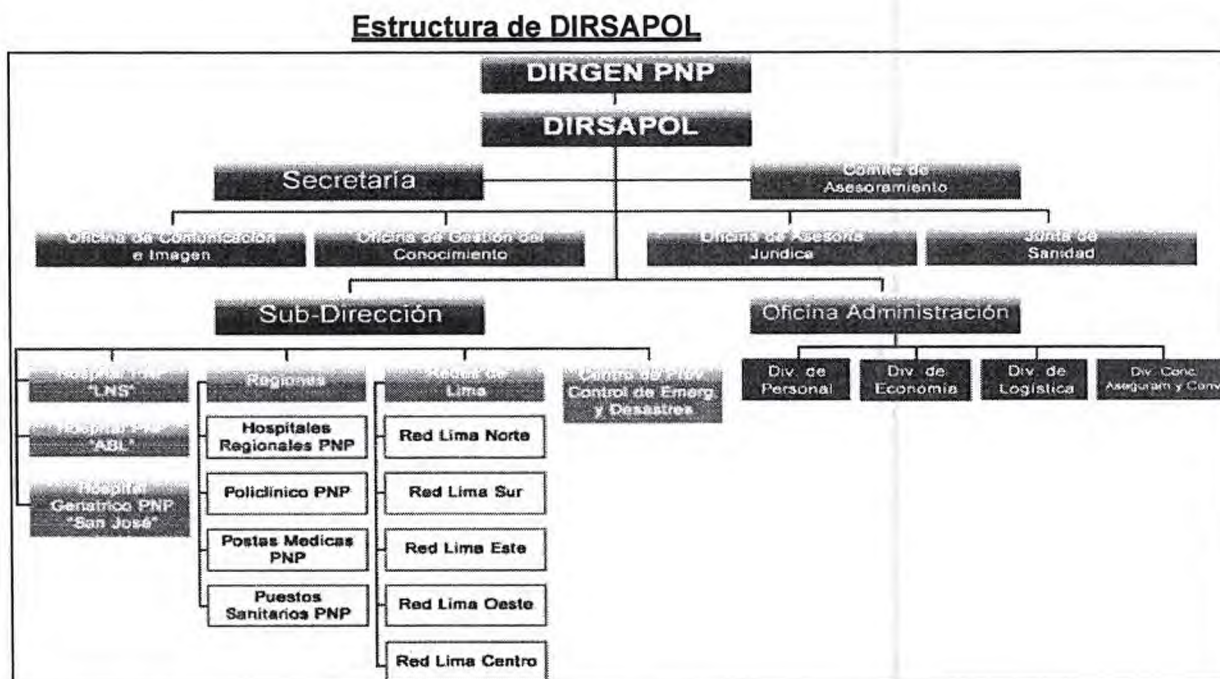 Estructura de DIRSAPOL
DIRGEN PNP
DIRSAPOL
Secretaría
Comité de
Asesoramiento
Oficina de Comunicación
e Imagen
Oficina de Gestión del
Conocimiento
Oficina de Asesoría
Jurídica
Junta de
Sanidad
Sub-Dirección
Oficina Administración
Hospital PNP
"LNS"
Hospital PNP
"ABL"
Hospital
Geriatrico PNP
"San José"
Regiones
Hospitales
Regionales PNP
Policlínico PNP
Postas Medicas
PNP
Puestos
Sanitarios PNP
Redes de
Lima
Red Lima Norte
Red Lima Sur
Red Lima Este
Red Lima Oeste
Red Lima Centro
Centro de Prev
Control de Emerg.
y Desastres
Div. de
Personal
Div. de
Economía
Div. de
Logística
Div. Conc.
Aseguram y Conv